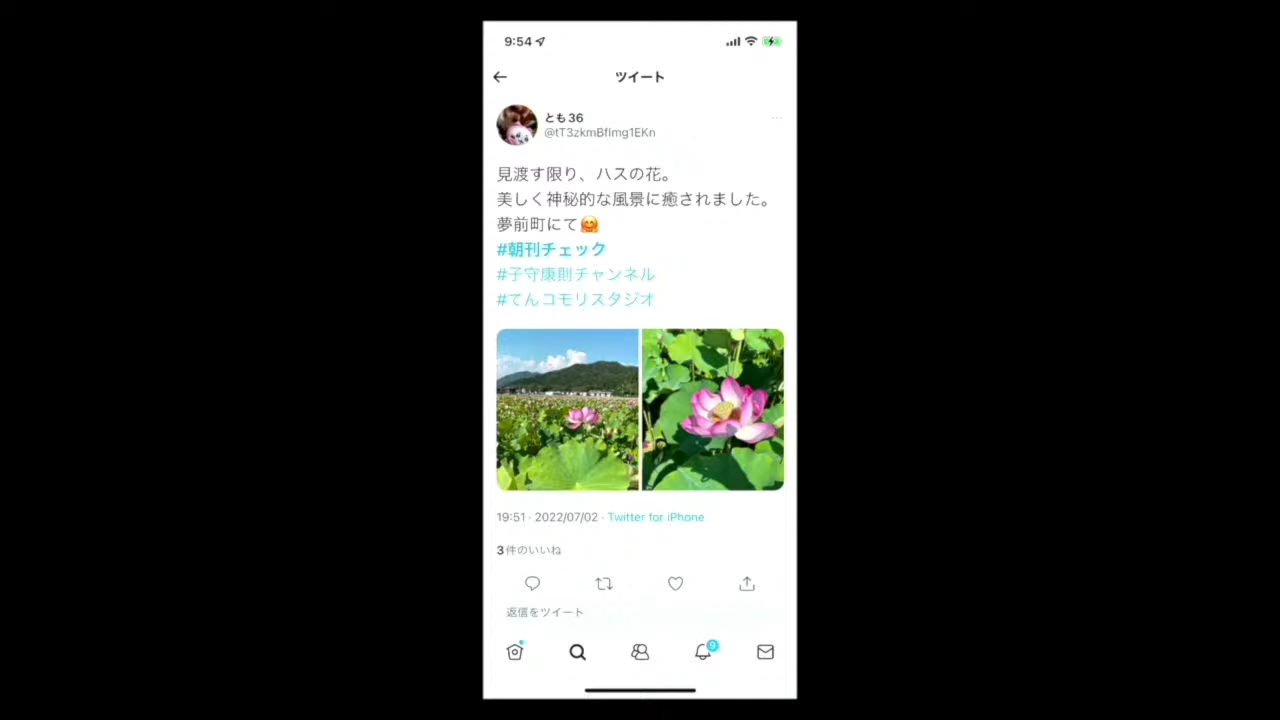 9:54
ツイート
とも36
@tT3zkmBfImg1EKn
見渡す限り、ハスの花。
美しく神秘的な風景に癒されました。
夢前町にて🤗
#朝刊チェック
#子守康則チャンネル
#てんコモリスタジオ
19:51 · 2022/07/02 · Twitter for iPhone
3件のいいね
返信をツイート
9